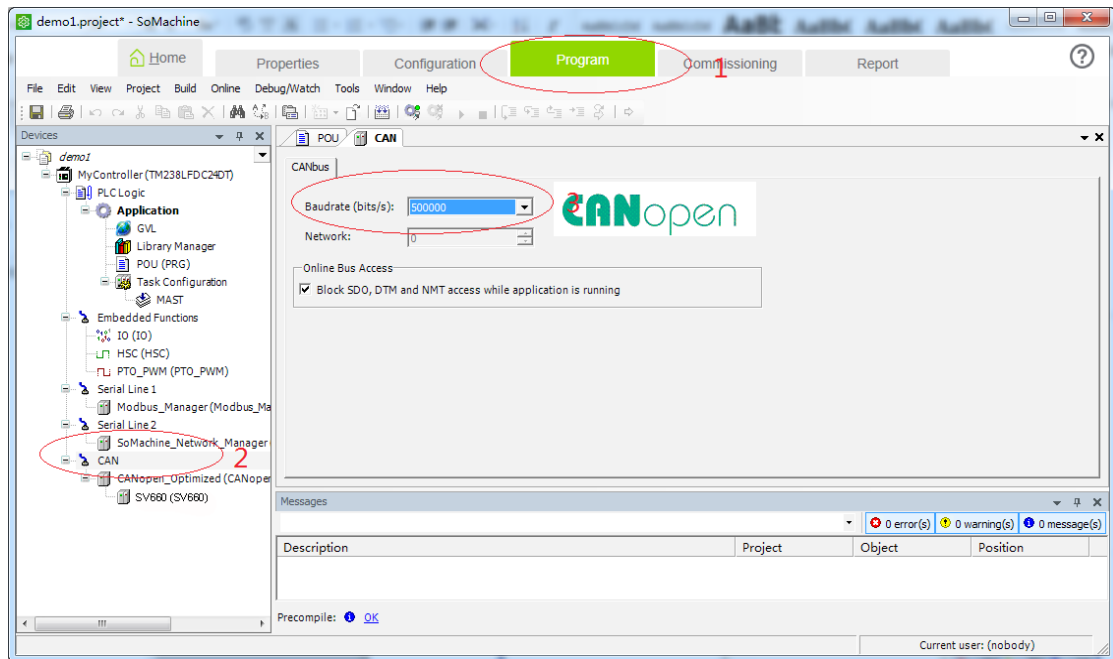 demo1.project* - SoMachine
Home
Properties
Configuration
Program
1
Commissioning
Report
?
File Edit View Project Build Online Debug/Watch Tools Window Help
Devices
POU
CAN
demo1
MyController (TM238LFDC24DT)
PLC Logic
Application
GVL
Library Manager
POU (PRG)
Task Configuration
MAST
Embedded Functions
IO (IO)
HSC (HSC)
PTO_PWM (PTO_PWM)
Serial Line 1
Modbus_Manager (Modbus_Ma
Serial Line 2
SoMachine_Network_Manager
CAN
2
CANopen_Optimized (CANoper
SV660 (SV660)
CANbus
Baudrate (bits/s): 500000
3
CANopen
Network: 0
Online Bus Access
Block SDO, DTM and NMT access while application is running
Messages
0 error(s) 0 warning(s) 0 message(s)
Description Project Object Position
Precompile: OK
Current user: (nobody)